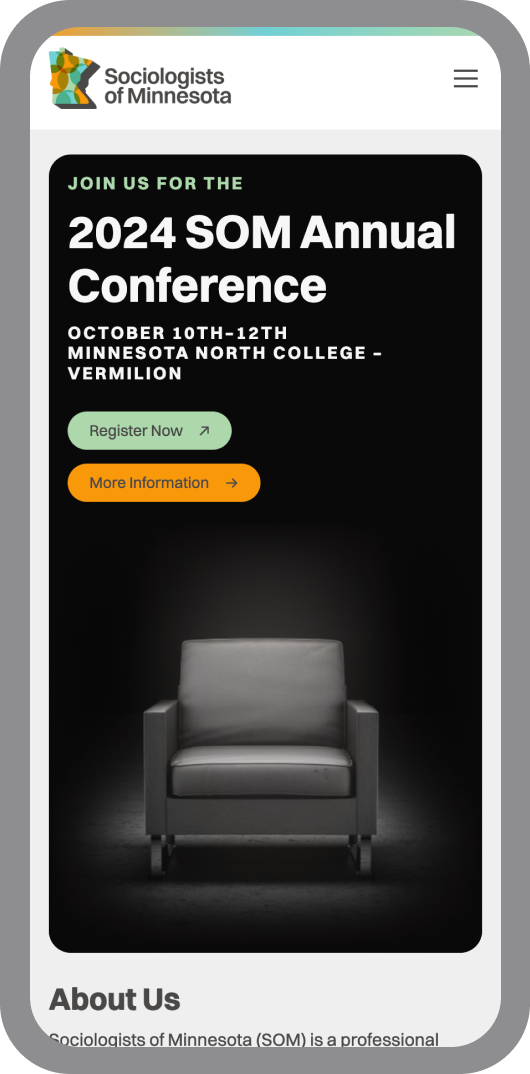 Sociologists
of Minnesota
JOIN US FOR THE
2024 SOM Annual
Conference
OCTOBER 10TH–12TH
MINNESOTA NORTH COLLEGE –
VERMILION
Register Now
More Information
About Us
Sociologists of Minnesota (SOM) is a professional